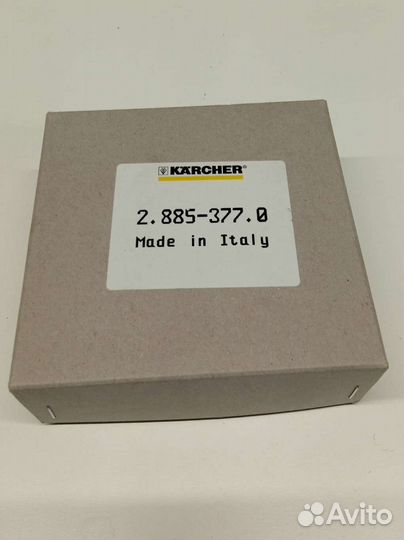 KÄRCHER®
2.885-377.0
Made in Italy
Avito